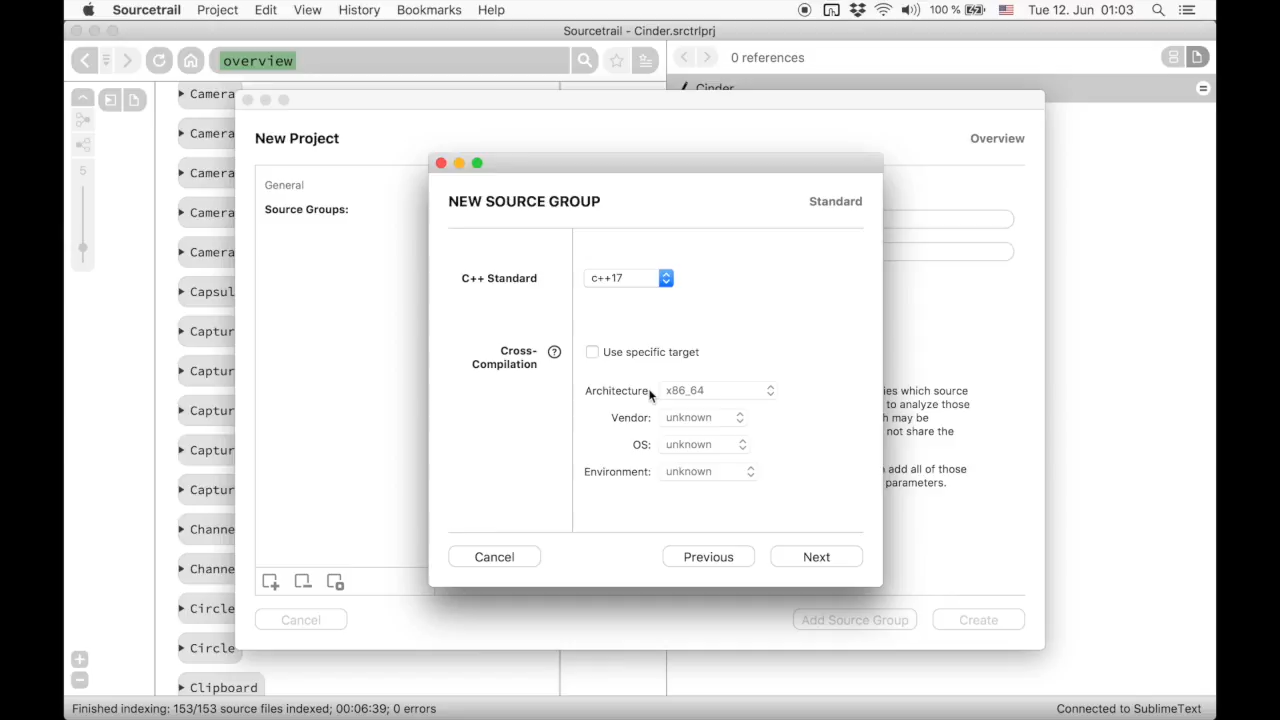 Sourcetrail Project Edit View History Bookmarks Help 100 % Tue 12. Jun 01:03
Sourcetrail - Cinder.srctrlprj
overview
0 references
Cinder
5
Camera
Camera
Camera
Camera
Camera
Capsul
Captur
Captur
Captur
Captur
Captur
Channe
Channe
Circle
Circle
Clipboard
New Project
Overview
General
Source Groups:
ies which source
to analyze those
h may be
not share the
add all of those
parameters.
Cancel
Add Source Group
Create
NEW SOURCE GROUP
Standard
C++ Standard
c++17
Cross-
Compilation
?
Use specific target
Architecture: x86_64
Vendor: unknown
OS: unknown
Environment: unknown
Cancel
Previous
Next
Finished indexing: 153/153 source files indexed; 00:06:39; 0 errors
Connected to SublimeText